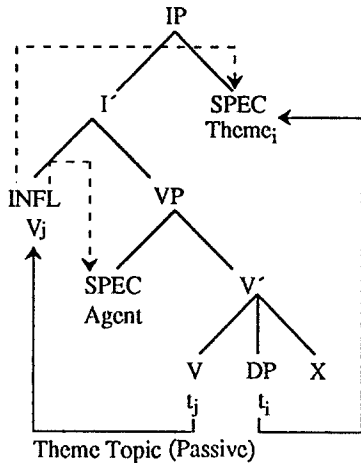 IP
I´ SPEC
Themeᵢ
INFL VP
Vⱼ
SPEC V´
Agent
V DP X
tⱼ tᵢ
Theme Topic (Passive)